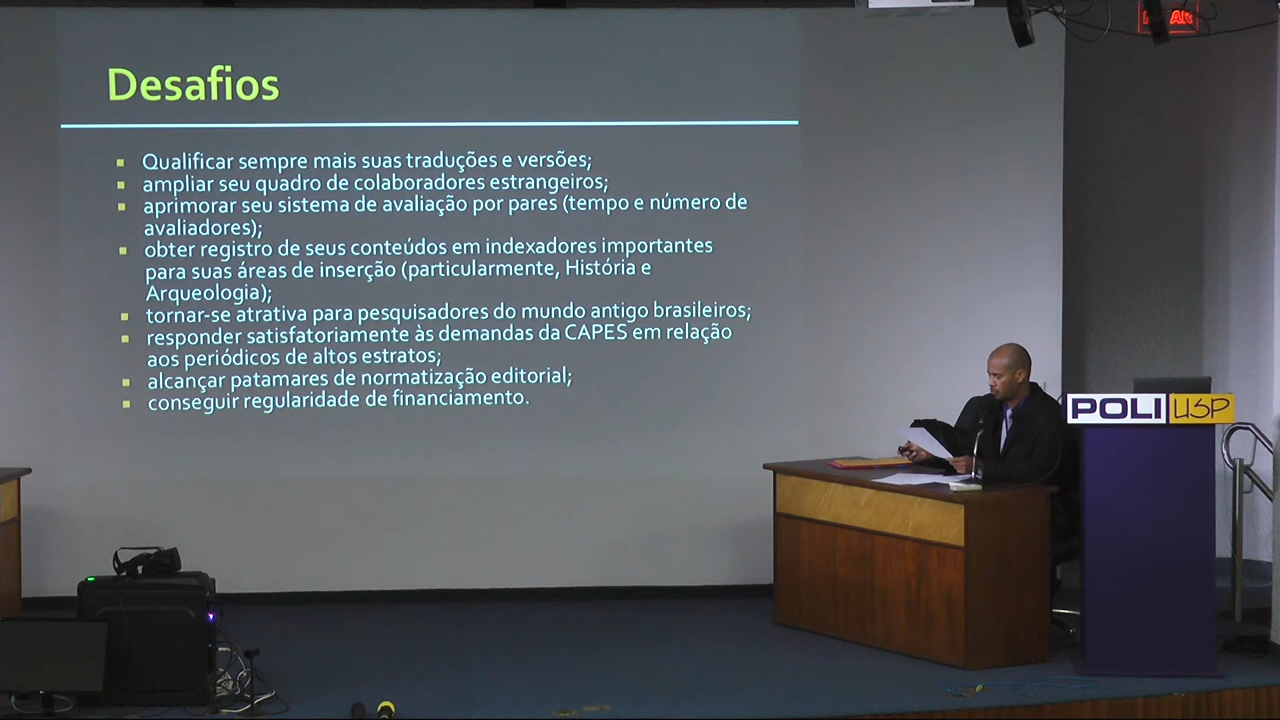 Desafios
Qualificar sempre mais suas traduções e versões;
ampliar seu quadro de colaboradores estrangeiros;
aprimorar seu sistema de avaliação por pares (tempo e número de
avaliadores);
obter registro de seus conteúdos em indexadores importantes
para suas áreas de inserção (particularmente, História e
Arqueologia);
tornar-se atrativa para pesquisadores do mundo antigo brasileiros;
responder satisfatoriamente às demandas da CAPES em relação
aos periódicos de altos estratos;
alcançar patamares de normatização editorial;
conseguir regularidade de financiamento.
POLI USP